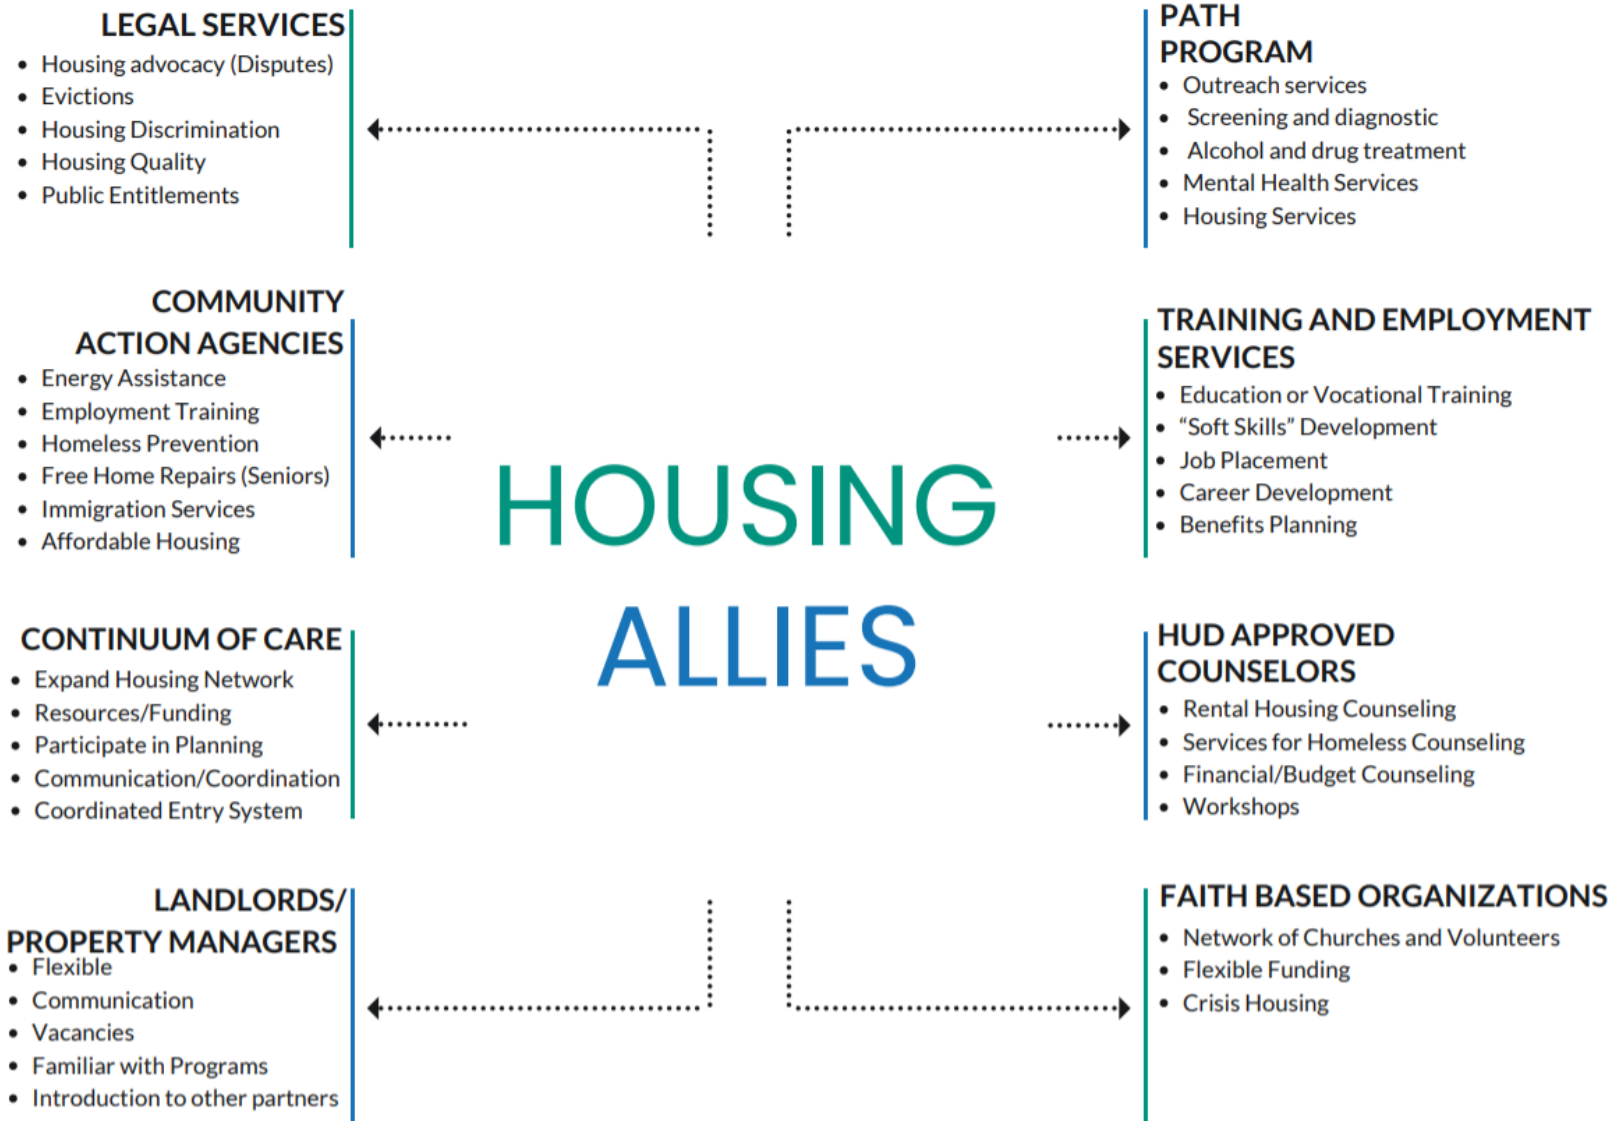 LEGAL SERVICES
• Housing advocacy (Disputes)
• Evictions
• Housing Discrimination
• Housing Quality
• Public Entitlements
COMMUNITY
ACTION AGENCIES
• Energy Assistance
• Employment Training
• Homeless Prevention
• Free Home Repairs (Seniors)
• Immigration Services
• Affordable Housing
CONTINUUM OF CARE
• Expand Housing Network
• Resources/Funding
• Participate in Planning
• Communication/Coordination
• Coordinated Entry System
LANDLORDS/
PROPERTY MANAGERS
• Flexible
• Communication
• Vacancies
• Familiar with Programs
• Introduction to other partners
HOUSING
ALLIES
PATH
PROGRAM
• Outreach services
• Screening and diagnostic
• Alcohol and drug treatment
• Mental Health Services
• Housing Services
TRAINING AND EMPLOYMENT
SERVICES
• Education or Vocational Training
• “Soft Skills” Development
• Job Placement
• Career Development
• Benefits Planning
HUD APPROVED
COUNSELORS
• Rental Housing Counseling
• Services for Homeless Counseling
• Financial/Budget Counseling
• Workshops
FAITH BASED ORGANIZATIONS
• Network of Churches and Volunteers
• Flexible Funding
• Crisis Housing